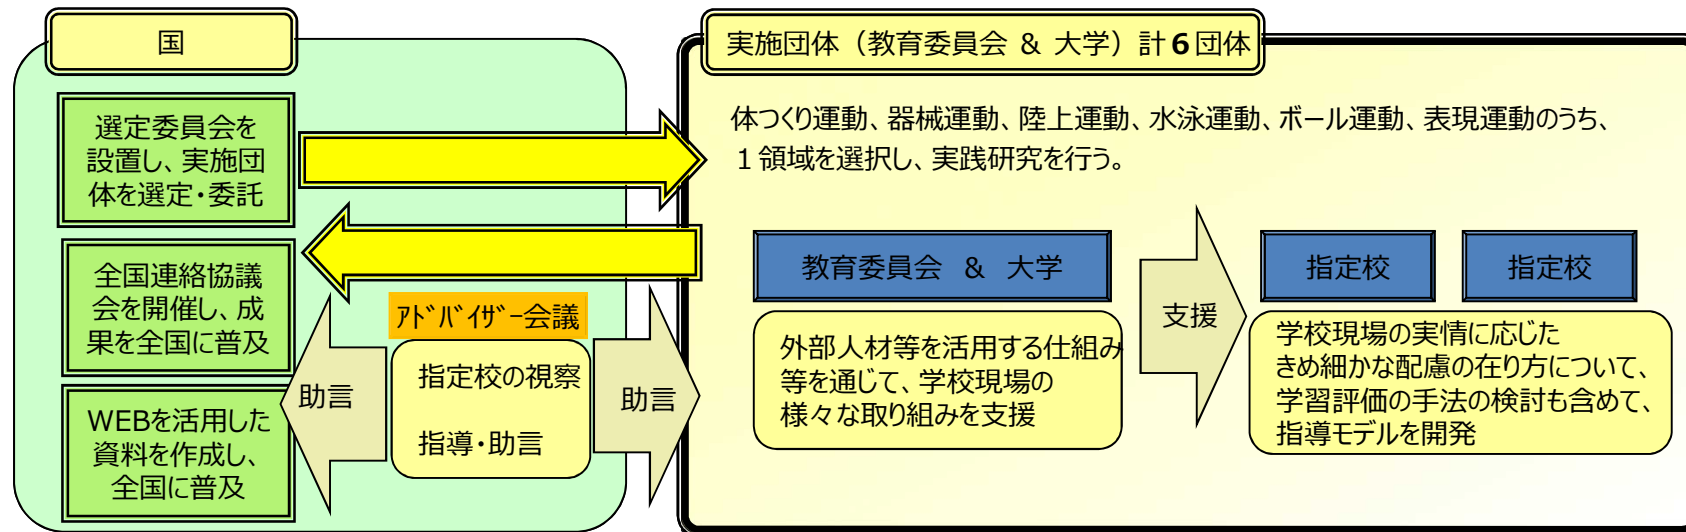 国
選定委員会を
設置し、実施団
体を選定・委託
全国連絡協議
会を開催し、成
果を全国に普及
WEBを活用した
資料を作成し、
全国に普及
助言
ｱﾄﾞﾊﾞｲｻﾞｰ会議
指定校の視察
指導・助言
助言
実施団体（教育委員会 & 大学）計６団体
体つくり運動、器械運動、陸上運動、水泳運動、ボール運動、表現運動のうち、
１領域を選択し、実践研究を行う。
教育委員会 & 大学
外部人材等を活用する仕組み
等を通じて、学校現場の
様々な取り組みを支援
支援
指定校
指定校
学校現場の実情に応じた
きめ細かな配慮の在り方について、
学習評価の手法の検討も含めて、
指導モデルを開発